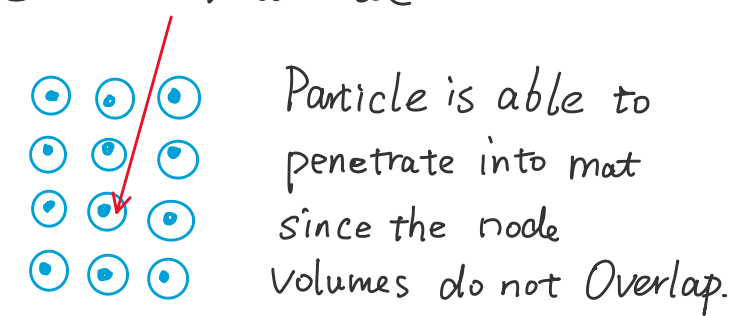 Particle is able to
penetrate into mat
since the node
volumes do not Overlap.